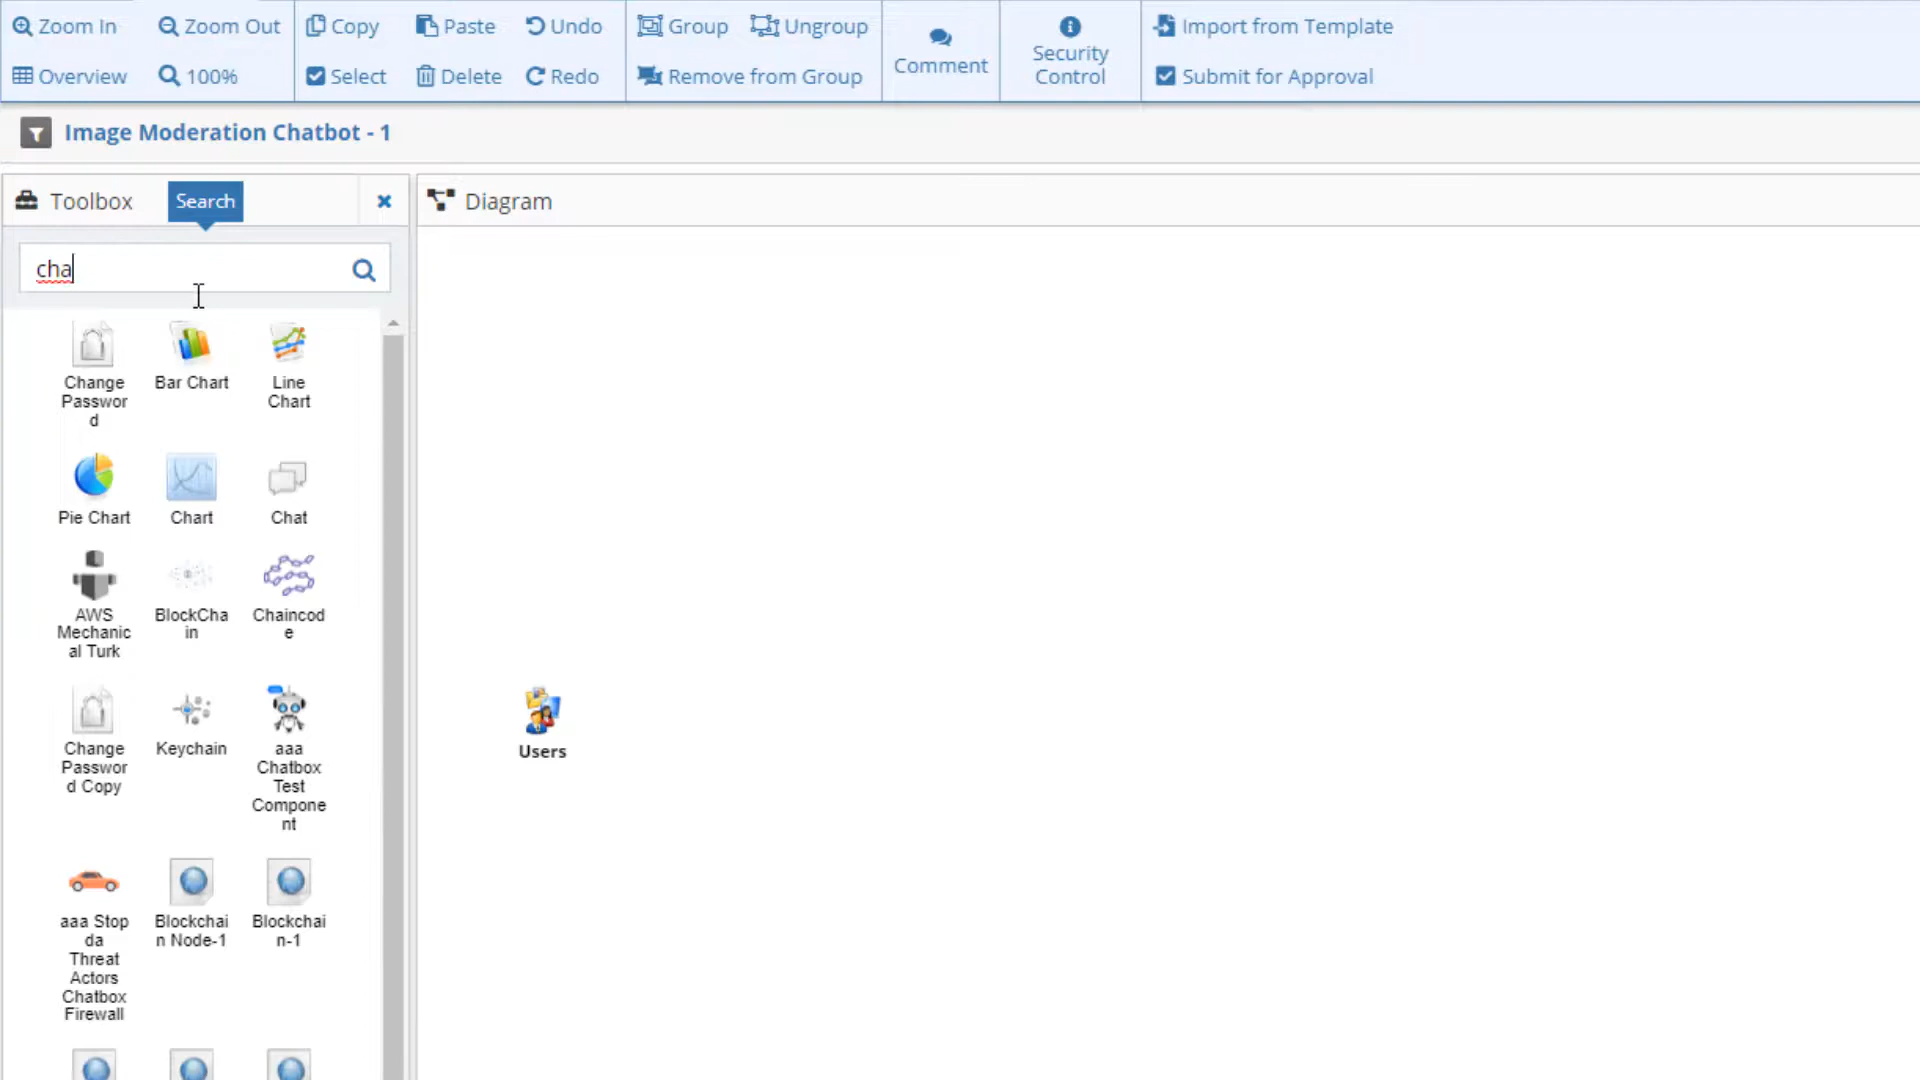 Zoom In Zoom Out Copy Paste Undo Group Ungroup Comment Security Control Import from Template
Overview 100% Select Delete Redo Remove from Group Submit for Approval
Image Moderation Chatbot - 1
Toolbox Search Diagram
cha
Change
Passwor
d
Bar Chart
Line
Chart
Pie Chart
Chart
Chat
AWS
Mechanic
al Turk
BlockCha
in
Chaincod
e
Change
Passwor
d Copy
Keychain
aaa
Chatbox
Test
Compone
nt
Users
aaa Stop
da
Threat
Actors
Chatbox
Firewall
Blockchai
n Node-1
Blockchai
n-1